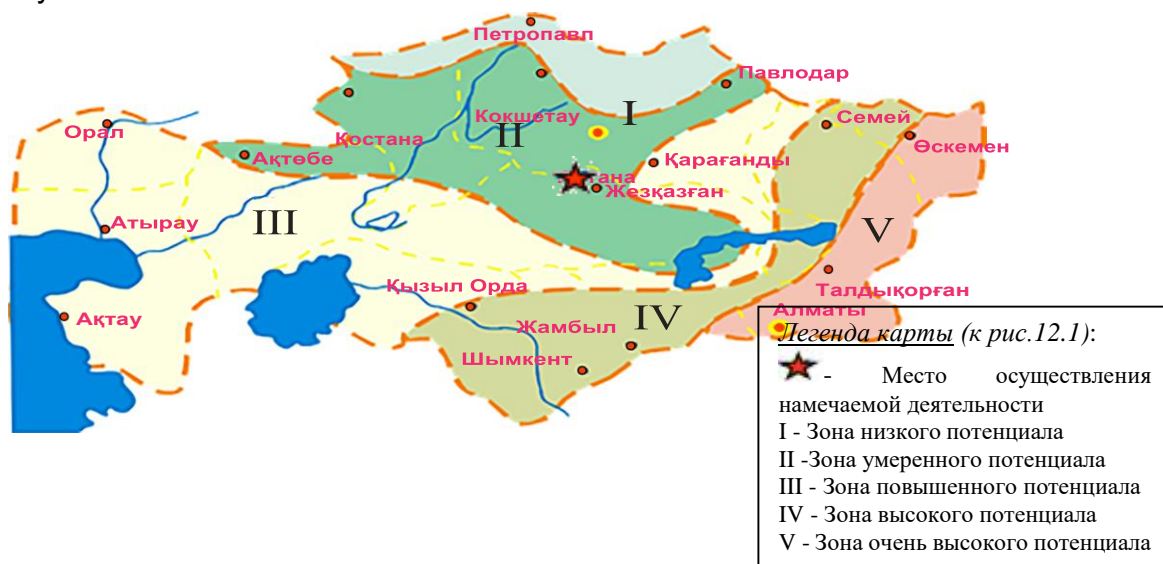 Петропавл
Павлодар
I
Кокшетау
Семей
Орал
Қостана
II
Өскемен
Ақтөбе
Қарағанды
тана
Жезқазған
III
Атырау
V
Қызыл Орда
Талдықорған
Ақтау
Жамбыл
IV
Алматы
Шымкент
Легенда карты (к рис.12.1):
- Место осуществления
намечаемой деятельности
I - Зона низкого потенциала
II -Зона умеренного потенциала
III - Зона повышенного потенциала
IV - Зона высокого потенциала
V - Зона очень высокого потенциала